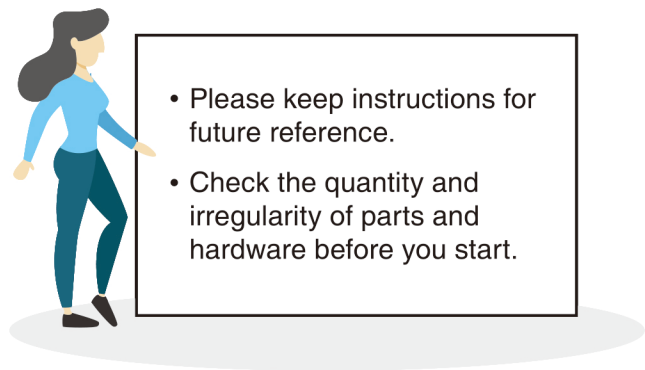 • Please keep instructions for
future reference.
• Check the quantity and
irregularity of parts and
hardware before you start.